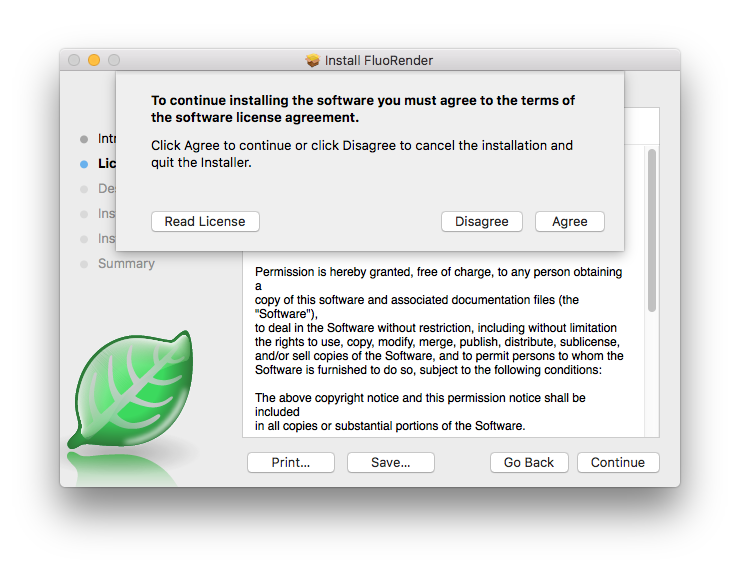 Install FluoRender
To continue installing the software you must agree to the terms of
the software license agreement.
Click Agree to continue or click Disagree to cancel the installation and
quit the Installer.
Read License
Disagree
Agree
Summary
Permission is hereby granted, free of charge, to any person obtaining
a
copy of this software and associated documentation files (the
"Software"),
to deal in the Software without restriction, including without limitation
the rights to use, copy, modify, merge, publish, distribute, sublicense,
and/or sell copies of the Software, and to permit persons to whom the
Software is furnished to do so, subject to the following conditions:
The above copyright notice and this permission notice shall be
included
in all copies or substantial portions of the Software.
Print...
Save...
Go Back
Continue